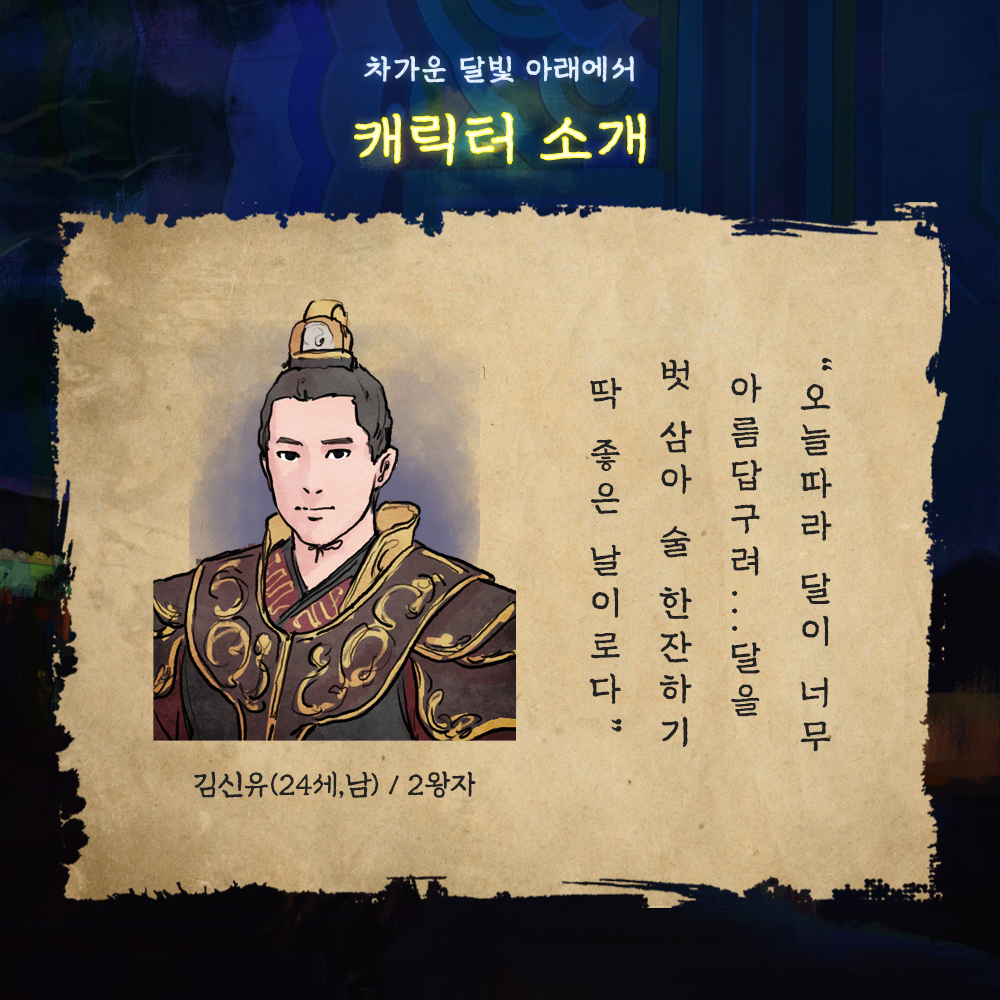 차가운 달빛 아래에서
캐릭터 소개
“오늘따라 달이 너무
아름답구려...달을
벗 삼아 술 한잔하기
딱 좋은 날이로다”
김신유(24세,남) / 2왕자